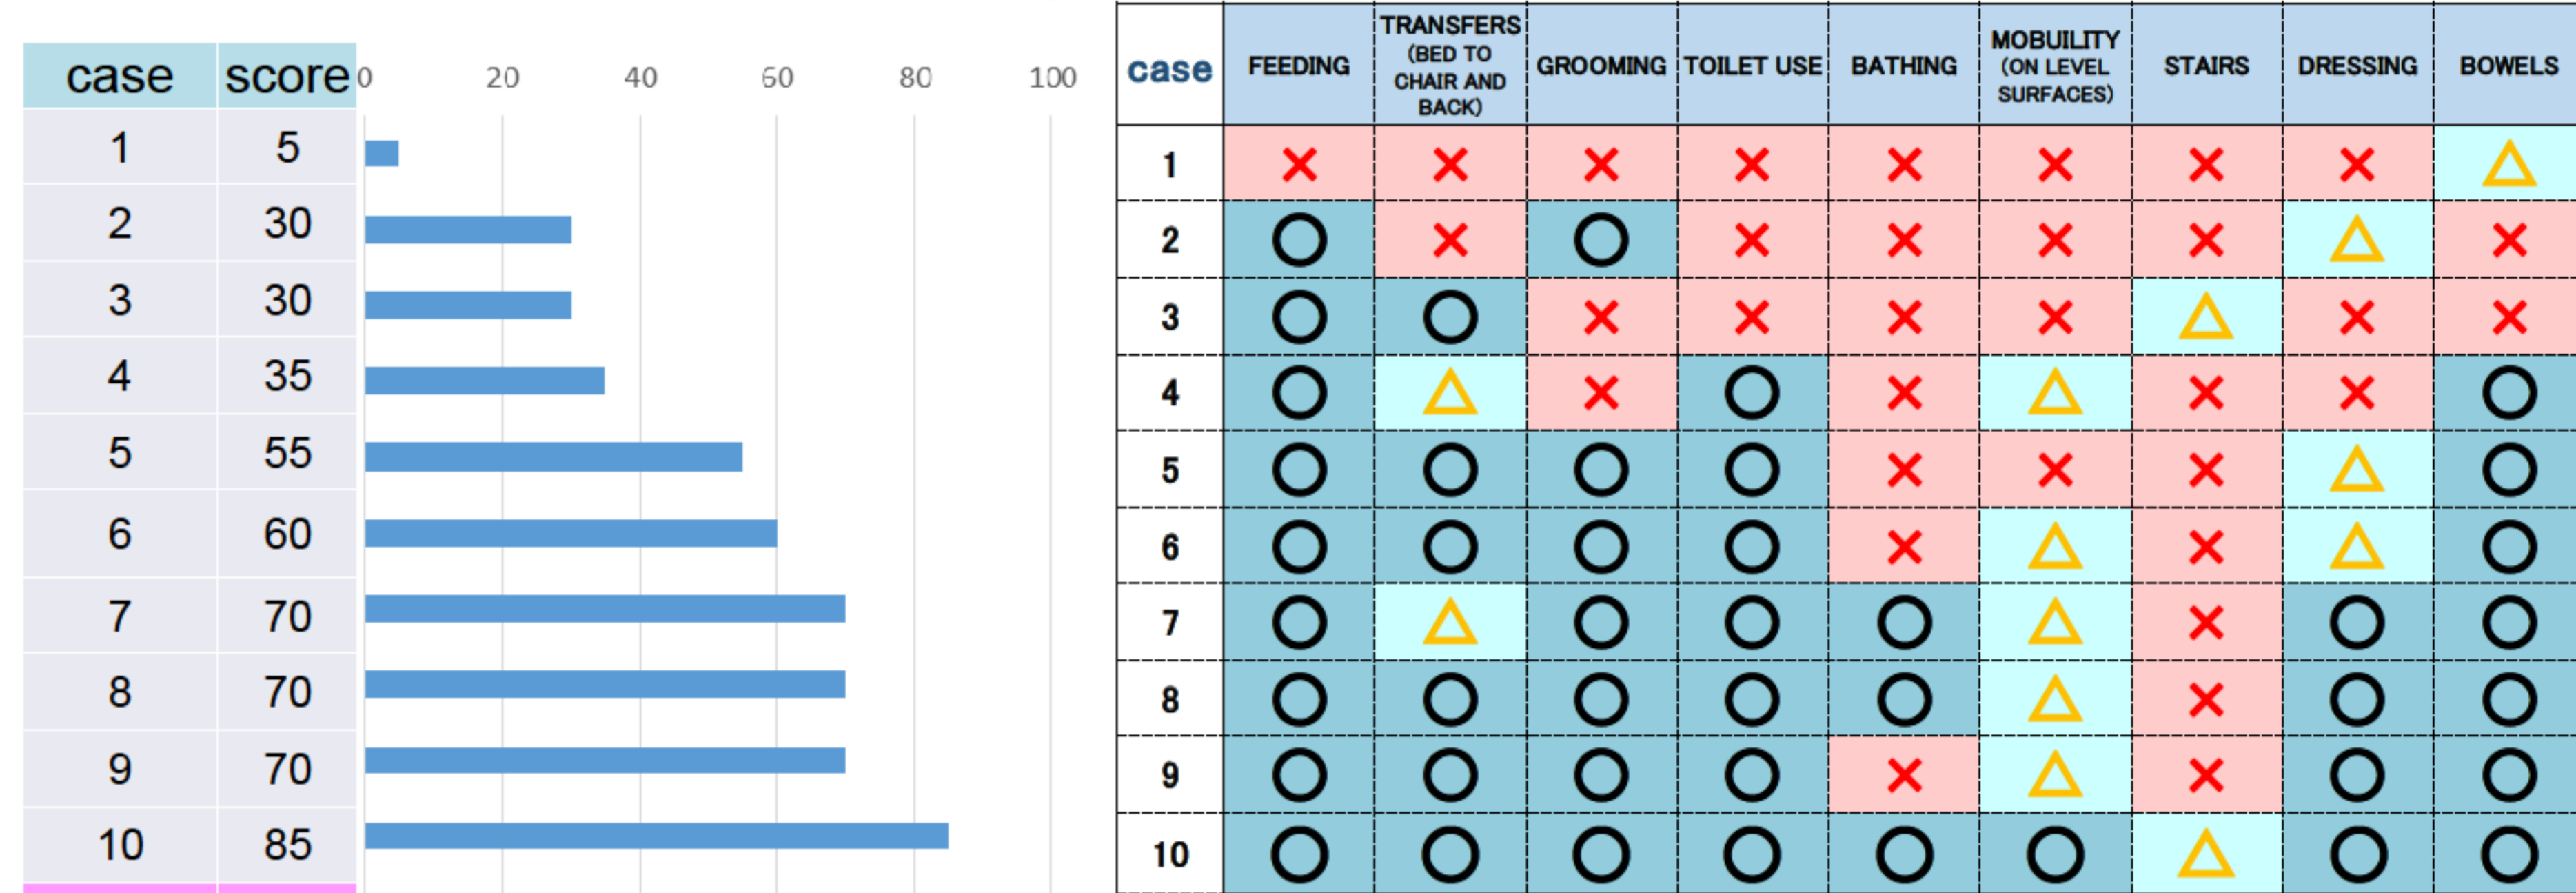 case score 0 20 40 60 80 100
1 5
2 30
3 30
4 35
5 55
6 60
7 70
8 70
9 70
10 85
case FEEDING TRANSFERS (BED TO CHAIR AND BACK) GROOMING TOILET USE BATHING MOBUILITY (ON LEVEL SURFACES) STAIRS DRESSING BOWELS
1 × × × × × × × × △
2 ○ × ○ × × × × △ ×
3 ○ ○ × × × × △ × ×
4 ○ △ × ○ × △ × × ○
5 ○ ○ ○ ○ × × × △ ○
6 ○ ○ ○ ○ × △ × △ ○
7 ○ △ ○ ○ ○ △ × ○ ○
8 ○ ○ ○ ○ ○ △ × ○ ○
9 ○ ○ ○ ○ × △ × ○ ○
10 ○ ○ ○ ○ ○ ○ △ ○ ○